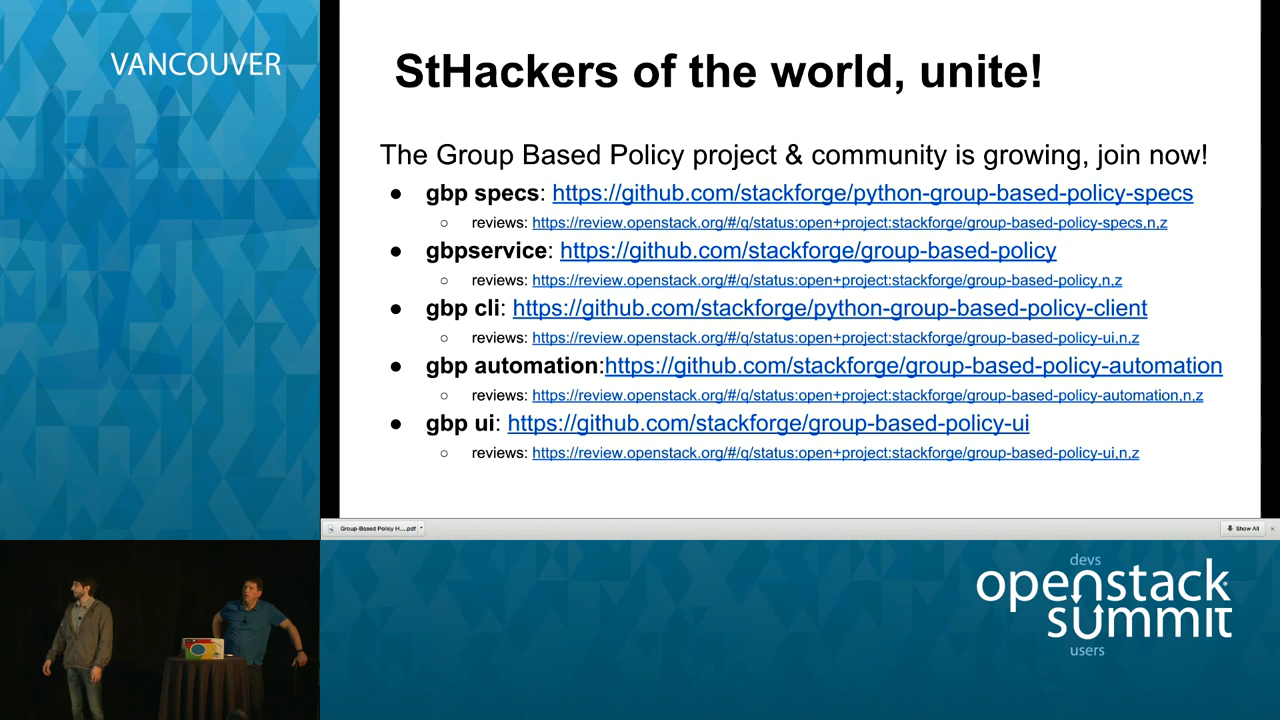 VANCOUVER
StHackers of the world, unite!
The Group Based Policy project & community is growing, join now!
● gbp specs: https://github.com/stackforge/python-group-based-policy-specs
○ reviews: https://review.openstack.org/#/q/status:open+project:stackforge/group-based-policy-specs,n,z
● gbpservice: https://github.com/stackforge/group-based-policy
○ reviews: https://review.openstack.org/#/q/status:open+project:stackforge/group-based-policy,n,z
● gbp cli: https://github.com/stackforge/python-group-based-policy-client
○ reviews: https://review.openstack.org/#/q/status:open+project:stackforge/group-based-policy-ui,n,z
● gbp automation:https://github.com/stackforge/group-based-policy-automation
○ reviews: https://review.openstack.org/#/q/status:open+project:stackforge/group-based-policy-automation,n,z
● gbp ui: https://github.com/stackforge/group-based-policy-ui
○ reviews: https://review.openstack.org/#/q/status:open+project:stackforge/group-based-policy-ui,n,z
Group-Based Policy H....pdf
Show All
devs
openstack
summit
users